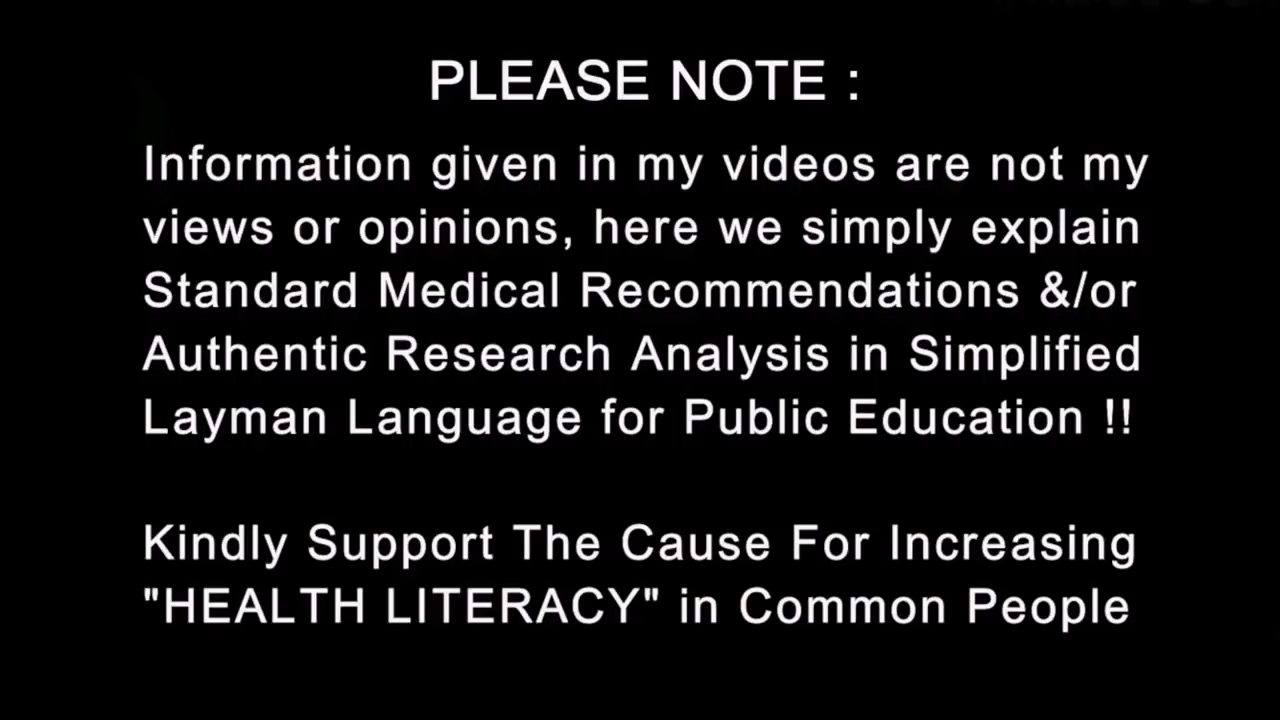 PLEASE NOTE :
Information given in my videos are not my
views or opinions, here we simply explain
Standard Medical Recommendations &/or
Authentic Research Analysis in Simplified
Layman Language for Public Education !!
Kindly Support The Cause For Increasing
"HEALTH LITERACY" in Common People